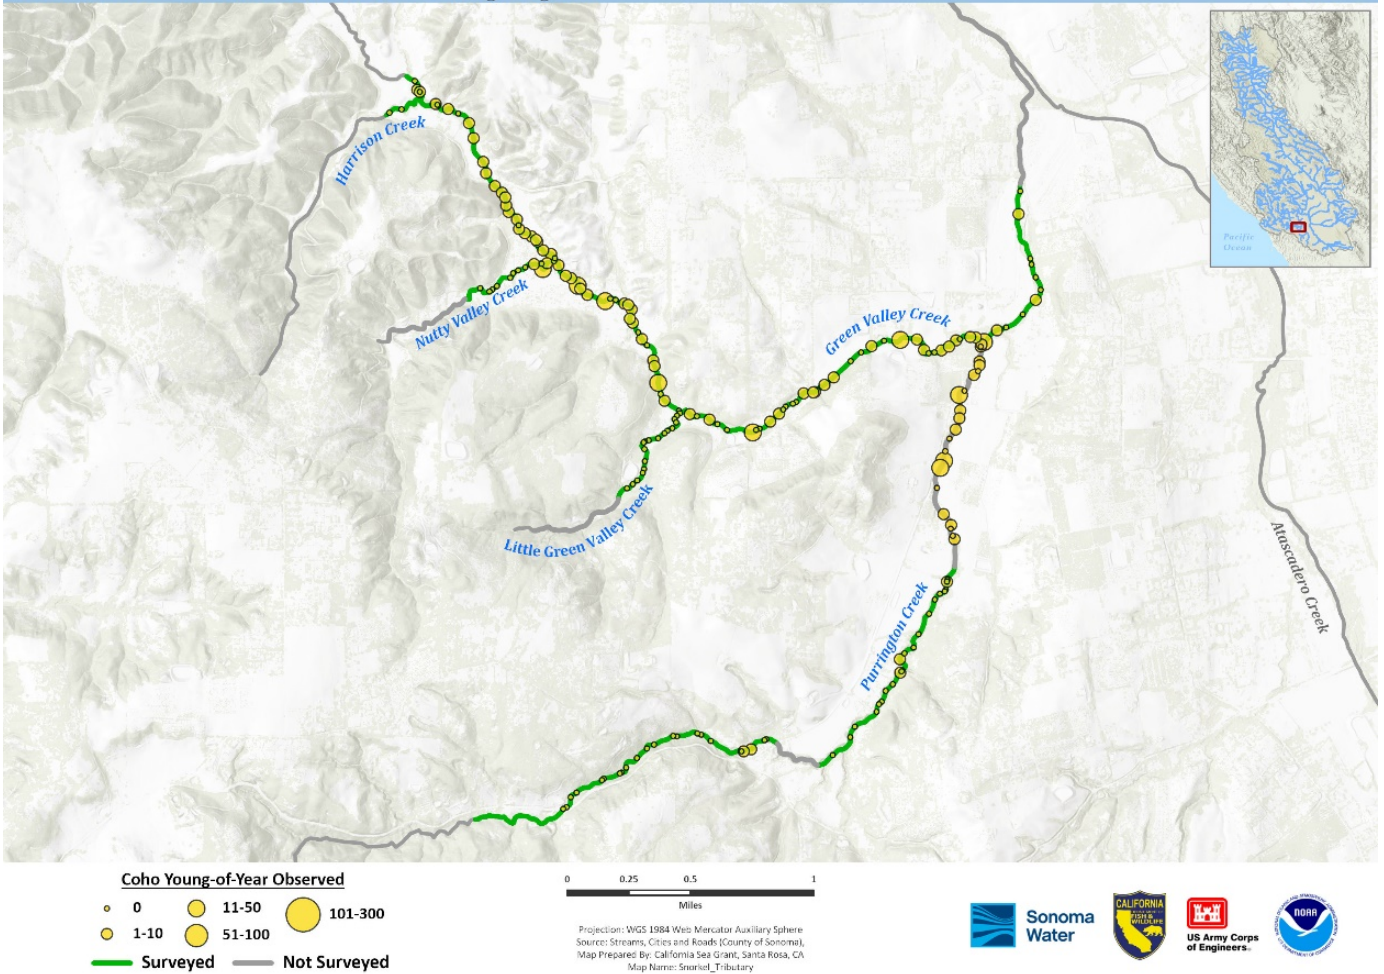 Harrison Creek
Nutty Valley Creek
Green Valley Creek
Little Green Valley Creek
Purrington Creek
Atascadero Creek
Pacific
Ocean
Coho Young-of-Year Observed
0
11-50
101-300
1-10
51-100
Surveyed
Not Surveyed
0
0.25
0.5
1
Miles
Projection: WGS 1984 Web Mercator Auxiliary Sphere
Source: Streams, Cities and Roads (County of Sonoma),
Map Prepared By: California Sea Grant, Santa Rosa, CA
Map Name: Snorkel_Tributary
Sonoma
Water
CALIFORNIA
FISH &
WILDLIFE
US Army Corps
of Engineers
NOAA